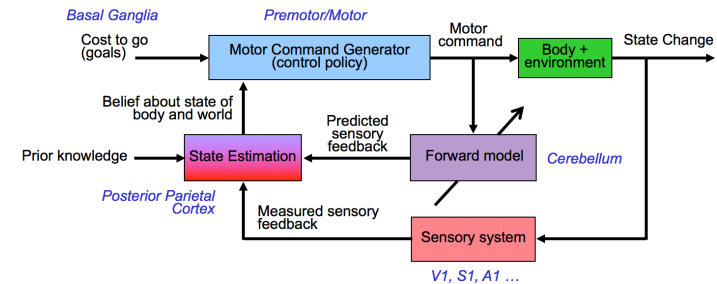 Basal Ganglia
Premotor/Motor
Cost to go
(goals)
Motor Command Generator
(control policy)
Motor
command
Body +
environment
State Change
Belief about state of
body and world
Predicted
sensory
feedback
Prior knowledge
State Estimation
Forward model
Cerebellum
Posterior Parietal
Cortex
Measured sensory
feedback
Sensory system
V1, S1, A1 ...